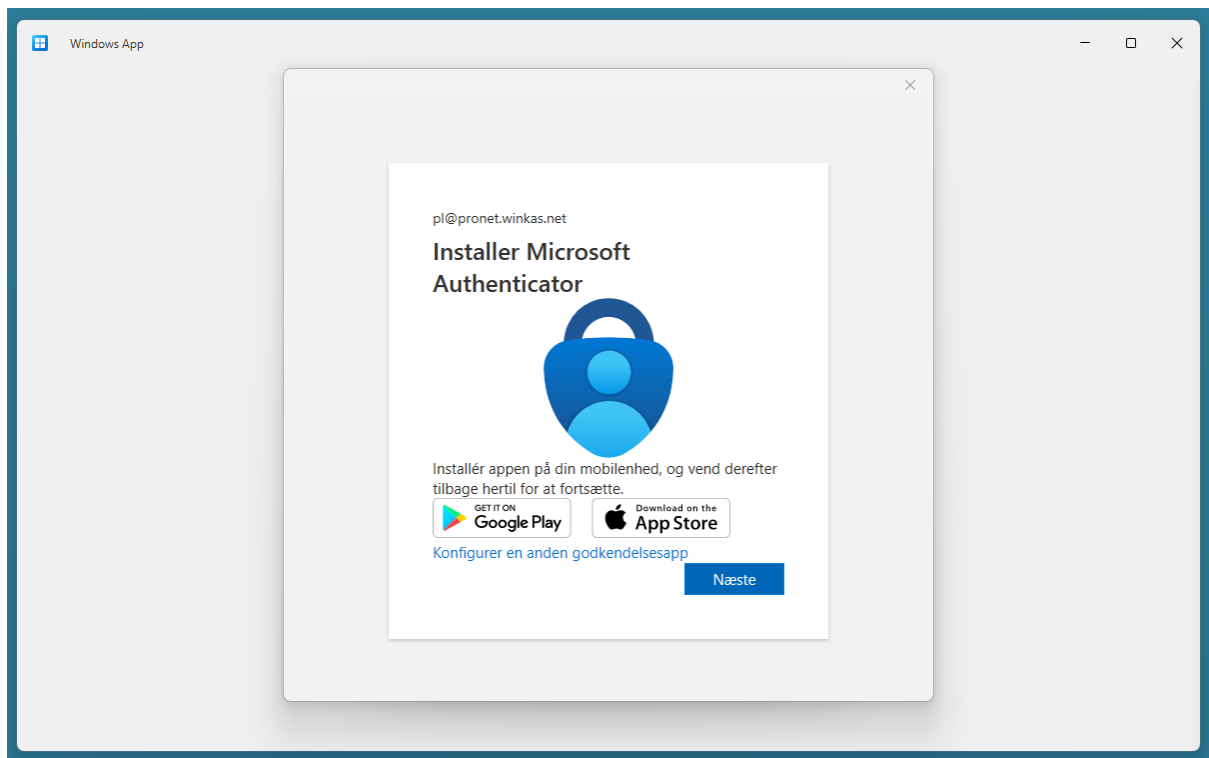 Windows App
pl@pronet.winkas.net
Installer Microsoft
Authenticator
Installér appen på din mobilenhed, og vend derefter
tilbage hertil for at fortsætte.
GET IT ON
Google Play
Download on the
App Store
Konfigurer en anden godkendelsesapp
Næste